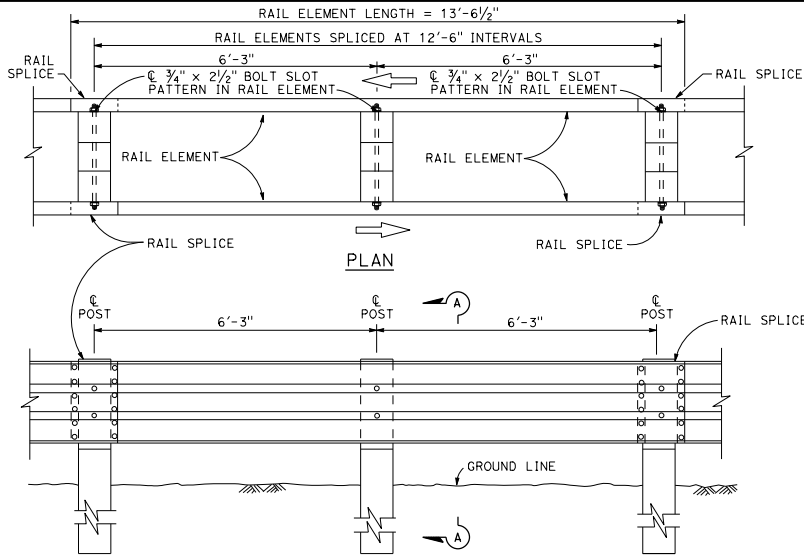 RAIL ELEMENT LENGTH = 13'-6½"
RAIL ELEMENTS SPLICED AT 12'-6" INTERVALS
RAIL
SPLICE
6'-3"
6'-3"
℄ ¾" × 2½" BOLT SLOT
PATTERN IN RAIL ELEMENT
℄ ¾" × 2½" BOLT SLOT
PATTERN IN RAIL ELEMENT
RAIL SPLICE
RAIL ELEMENT
RAIL ELEMENT
RAIL SPLICE
RAIL SPLICE
PLAN
℄
POST
6'-3"
℄
POST
A
6'-3"
℄
POST
RAIL SPLICE
GROUND LINE
A